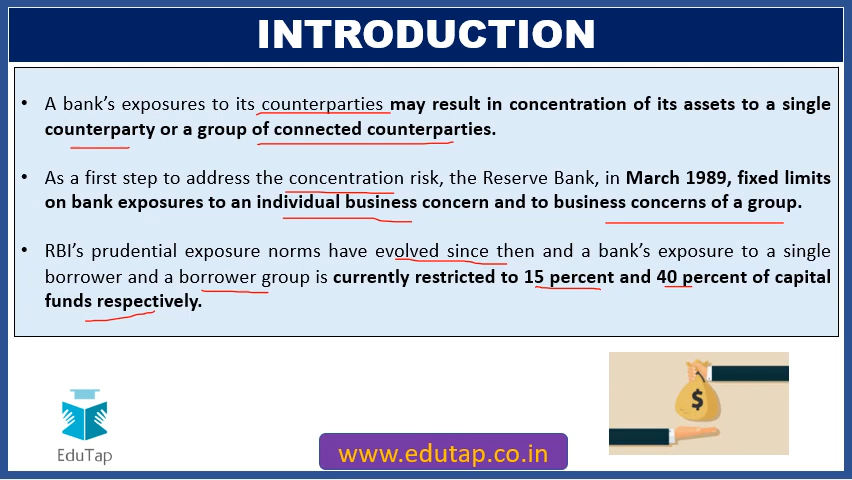 INTRODUCTION
• A bank’s exposures to its counterparties may result in concentration of its assets to a single
counterparty or a group of connected counterparties.
• As a first step to address the concentration risk, the Reserve Bank, in March 1989, fixed limits
on bank exposures to an individual business concern and to business concerns of a group.
• RBI’s prudential exposure norms have evolved since then and a bank’s exposure to a single
borrower and a borrower group is currently restricted to 15 percent and 40 percent of capital
funds respectively.
$
EduTap
www.edutap.co.in